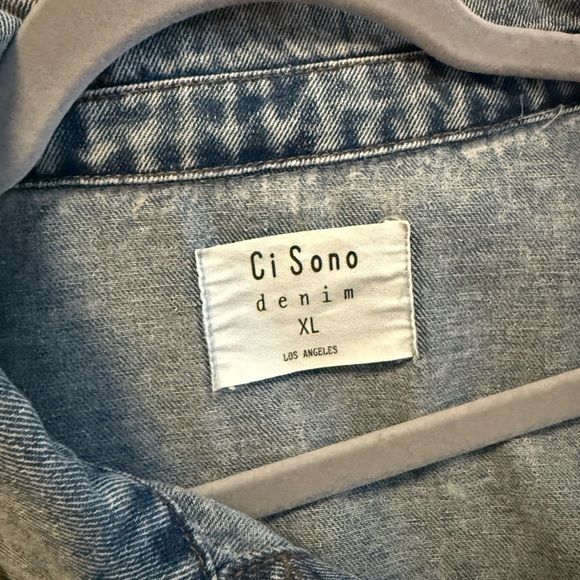 Ci Sono
denim
XL
LOS ANGELES